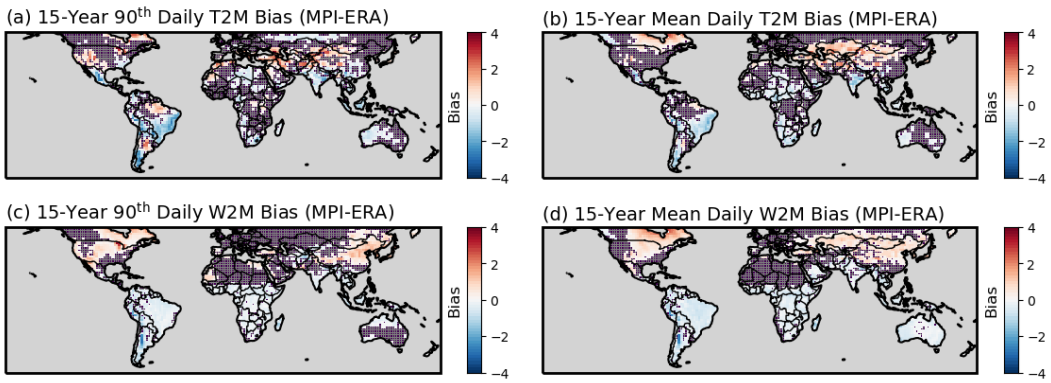 (a) 15-Year 90th Daily T2M Bias (MPI-ERA)
4
2
0
−2
−4
Bias
(b) 15-Year Mean Daily T2M Bias (MPI-ERA)
4
2
0
−2
−4
Bias
(c) 15-Year 90th Daily W2M Bias (MPI-ERA)
4
2
0
−2
−4
Bias
(d) 15-Year Mean Daily W2M Bias (MPI-ERA)
4
2
0
−2
−4
Bias